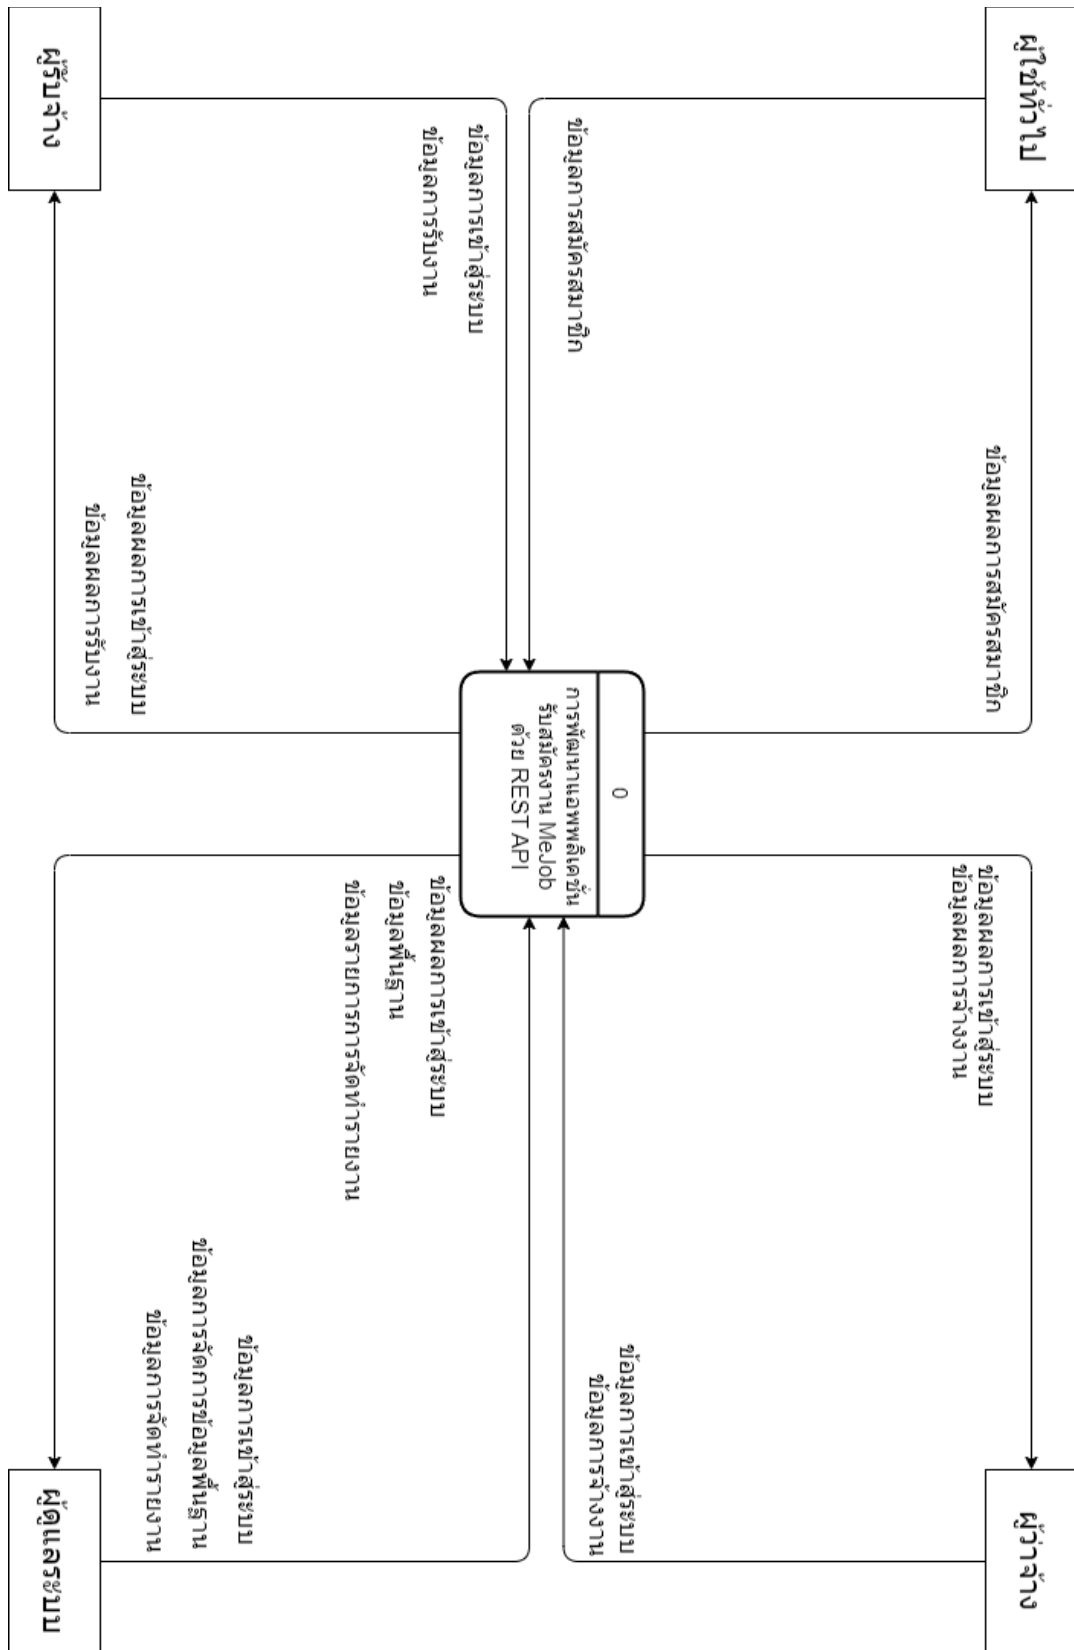 ผู้ใช้ทั่วไป
ผู้ว่าจ้าง
ข้อมูลผลการสมัครสมาชิก
ข้อมูลผลการเข้าสู่ระบบ
ข้อมูลผลการจ้างงาน
ข้อมูลการสมัครสมาชิก
ข้อมูลการเข้าสู่ระบบ
ข้อมูลการจ้างงาน
0
การพัฒนาแอพพลิเคชั่น
รับสมัครงาน MeJob
ด้วย REST API
ข้อมูลการเข้าสู่ระบบ
ข้อมูลการรับงาน
ข้อมูลผลการเข้าสู่ระบบ
ข้อมูลพื้นฐาน
ข้อมูลรายการการจัดทำรายงาน
ข้อมูลการเข้าสู่ระบบ
ข้อมูลการจัดการข้อมูลพื้นฐาน
ข้อมูลการจัดทำรายงาน
ข้อมูลผลการเข้าสู่ระบบ
ข้อมูลผลการรับงาน
ผู้รับจ้าง
ผู้ดูแลระบบ